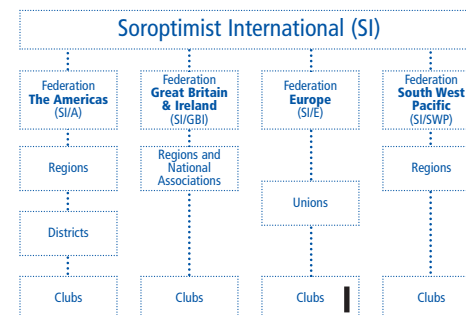 Soroptimist International (SI)
Federation
The Americas
(SI/A)
Federation
Great Britain
& Ireland
(SI/GBI)
Federation
Europe
(SI/E)
Federation
South West
Pacific
(SI/SWP)
Regions
Regions and
National
Associations
Regions
Unions
Districts
Clubs
Clubs
Clubs
Clubs